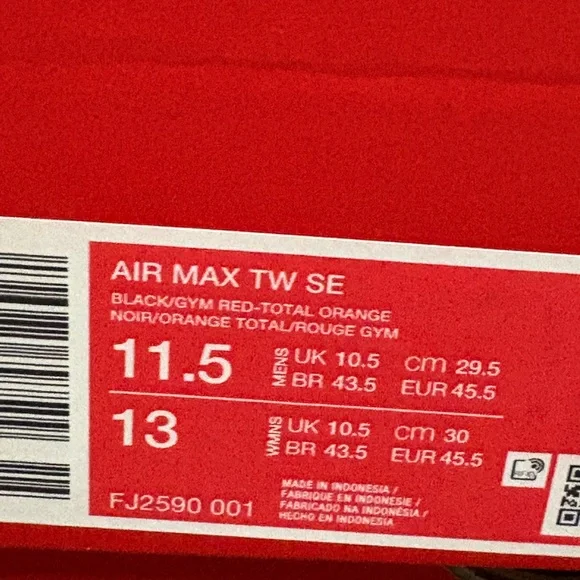 AIR MAX TW SE
BLACK/GYM RED-TOTAL ORANGE
NOIR/ORANGE TOTAL/ROUGE GYM
11.5 MENS UK 10.5 cm 29.5
BR 43.5 EUR 45.5
13 WMNS UK 10.5 cm 30
BR 43.5 EUR 45.5
FJ2590 001
MADE IN INDONESIA /
FABRIQUE EN INDONESIE /
FABRICADO NA INDONÉSIA /
HECHO EN INDONESIA